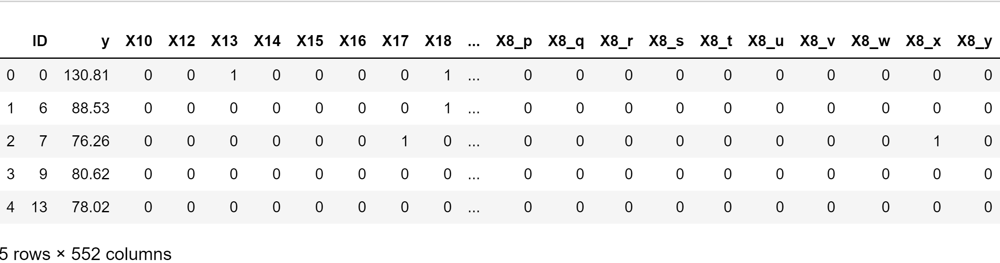 ID y X10 X12 X13 X14 X15 X16 X17 X18 ... X8_p X8_q X8_r X8_s X8_t X8_u X8_v X8_w X8_x X8_y
0 0 130.81 0 0 1 0 0 0 0 1 ... 0 0 0 0 0 0 0 0 0 0
1 6 88.53 0 0 0 0 0 0 0 1 ... 0 0 0 0 0 0 0 0 0 0
2 7 76.26 0 0 0 0 0 0 1 0 ... 0 0 0 0 0 0 0 0 1 0
3 9 80.62 0 0 0 0 0 0 0 0 ... 0 0 0 0 0 0 0 0 0 0
4 13 78.02 0 0 0 0 0 0 0 0 ... 0 0 0 0 0 0 0 0 0 0
5 rows × 552 columns